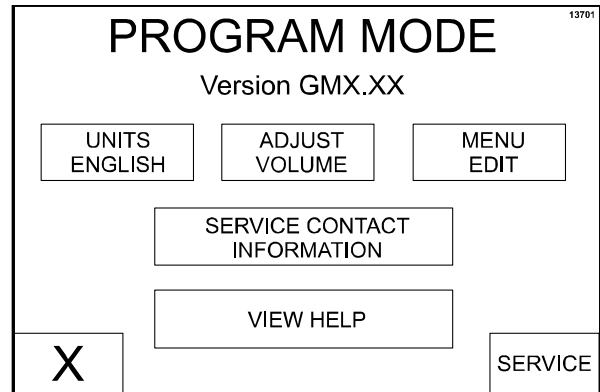 13701
PROGRAM MODE
Version GMX.XX
UNITS
ENGLISH
ADJUST
VOLUME
MENU
EDIT
SERVICE CONTACT
INFORMATION
VIEW HELP
X
SERVICE